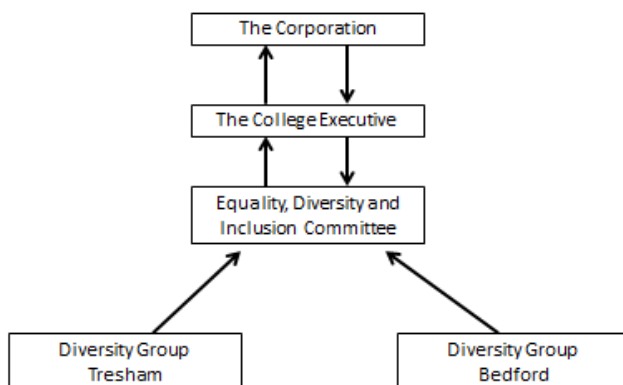 The Corporation
The College Executive
Equality, Diversity and
Inclusion Committee
Diversity Group
Tresham
Diversity Group
Bedford